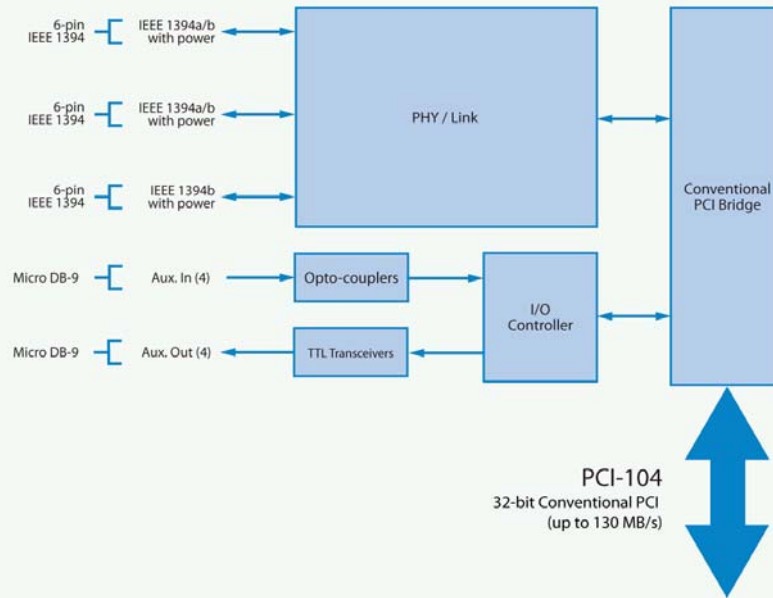 6-pin
IEEE 1394
IEEE 1394a/b
with power
6-pin
IEEE 1394
IEEE 1394a/b
with power
PHY / Link
6-pin
IEEE 1394
IEEE 1394b
with power
Conventional
PCI Bridge
Micro DB-9
Aux. In (4)
Opto-couplers
I/O
Controller
Micro DB-9
Aux. Out (4)
TTL Transceivers
PCI-104
32-bit Conventional PCI
(up to 130 MB/s)